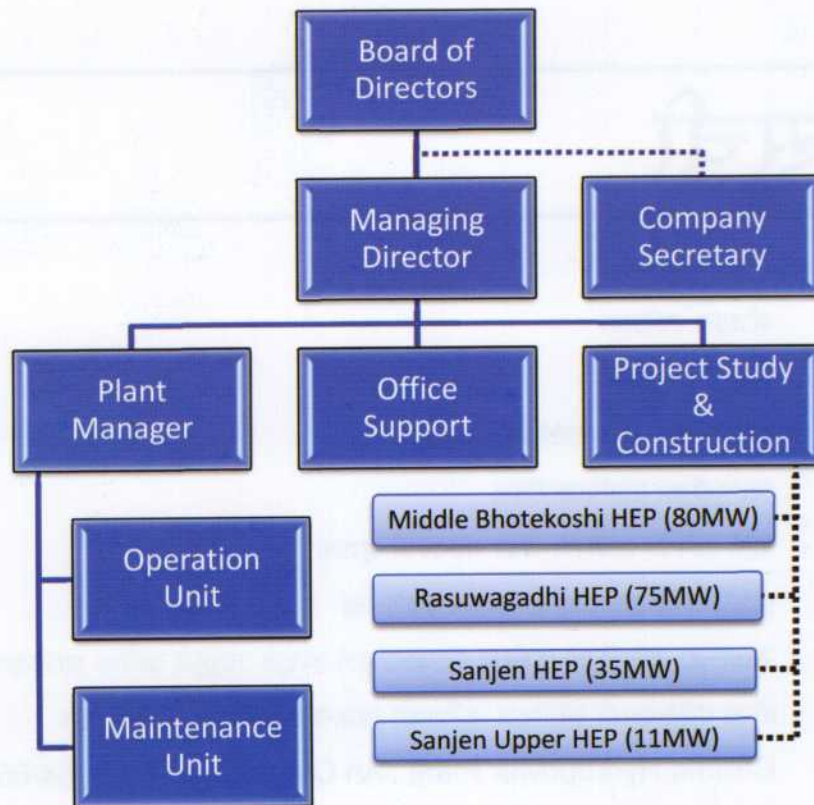 Board of
Directors
Managing
Director
Company
Secretary
Plant
Manager
Office
Support
Project Study
&
Construction
Middle Bhotekoshi HEP (80MW)
Operation
Unit
Rasuwagadhi HEP (75MW)
Sanjen HEP (35MW)
Maintenance
Unit
Sanjen Upper HEP (11MW)